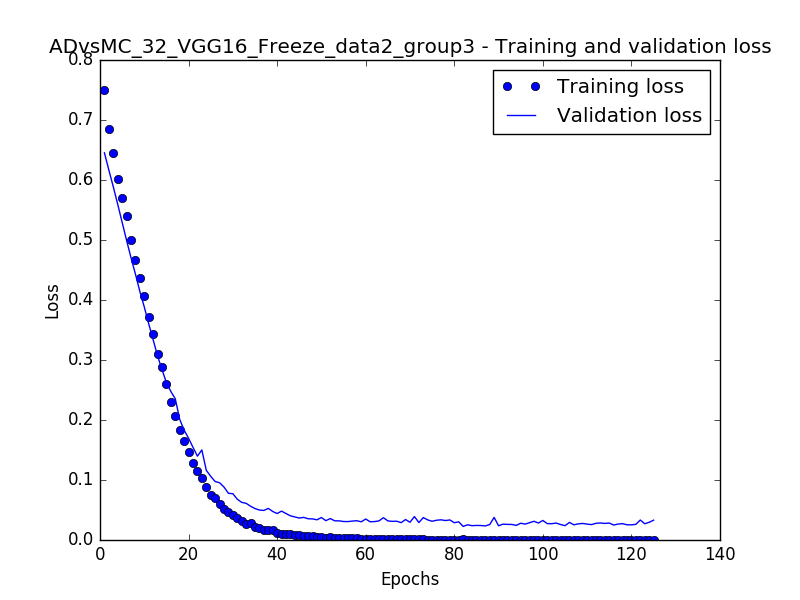 ADvsMC_32_VGG16_Freeze_data2_group3 - Training and validation loss
Training loss
Validation loss
Loss
0.8
0.7
0.6
0.5
0.4
0.3
0.2
0.1
0.0
0 20 40 60 80 100 120 140
Epochs